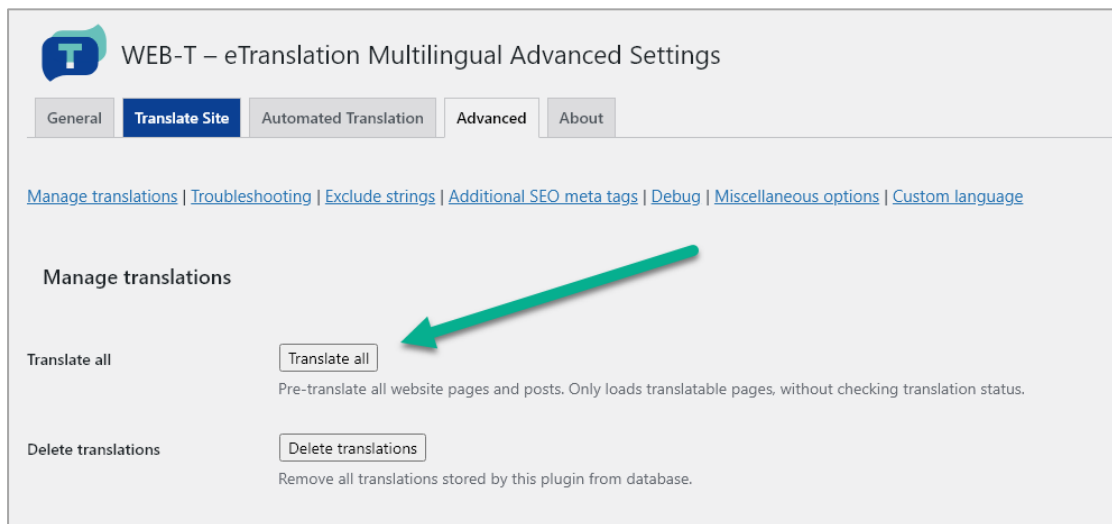 WEB-T – eTranslation Multilingual Advanced Settings
General Translate Site Automated Translation Advanced About
Manage translations | Troubleshooting | Exclude strings | Additional SEO meta tags | Debug | Miscellaneous options | Custom language
Manage translations
Translate all Translate all
Pre-translate all website pages and posts. Only loads translatable pages, without checking translation status.
Delete translations Delete translations
Remove all translations stored by this plugin from database.